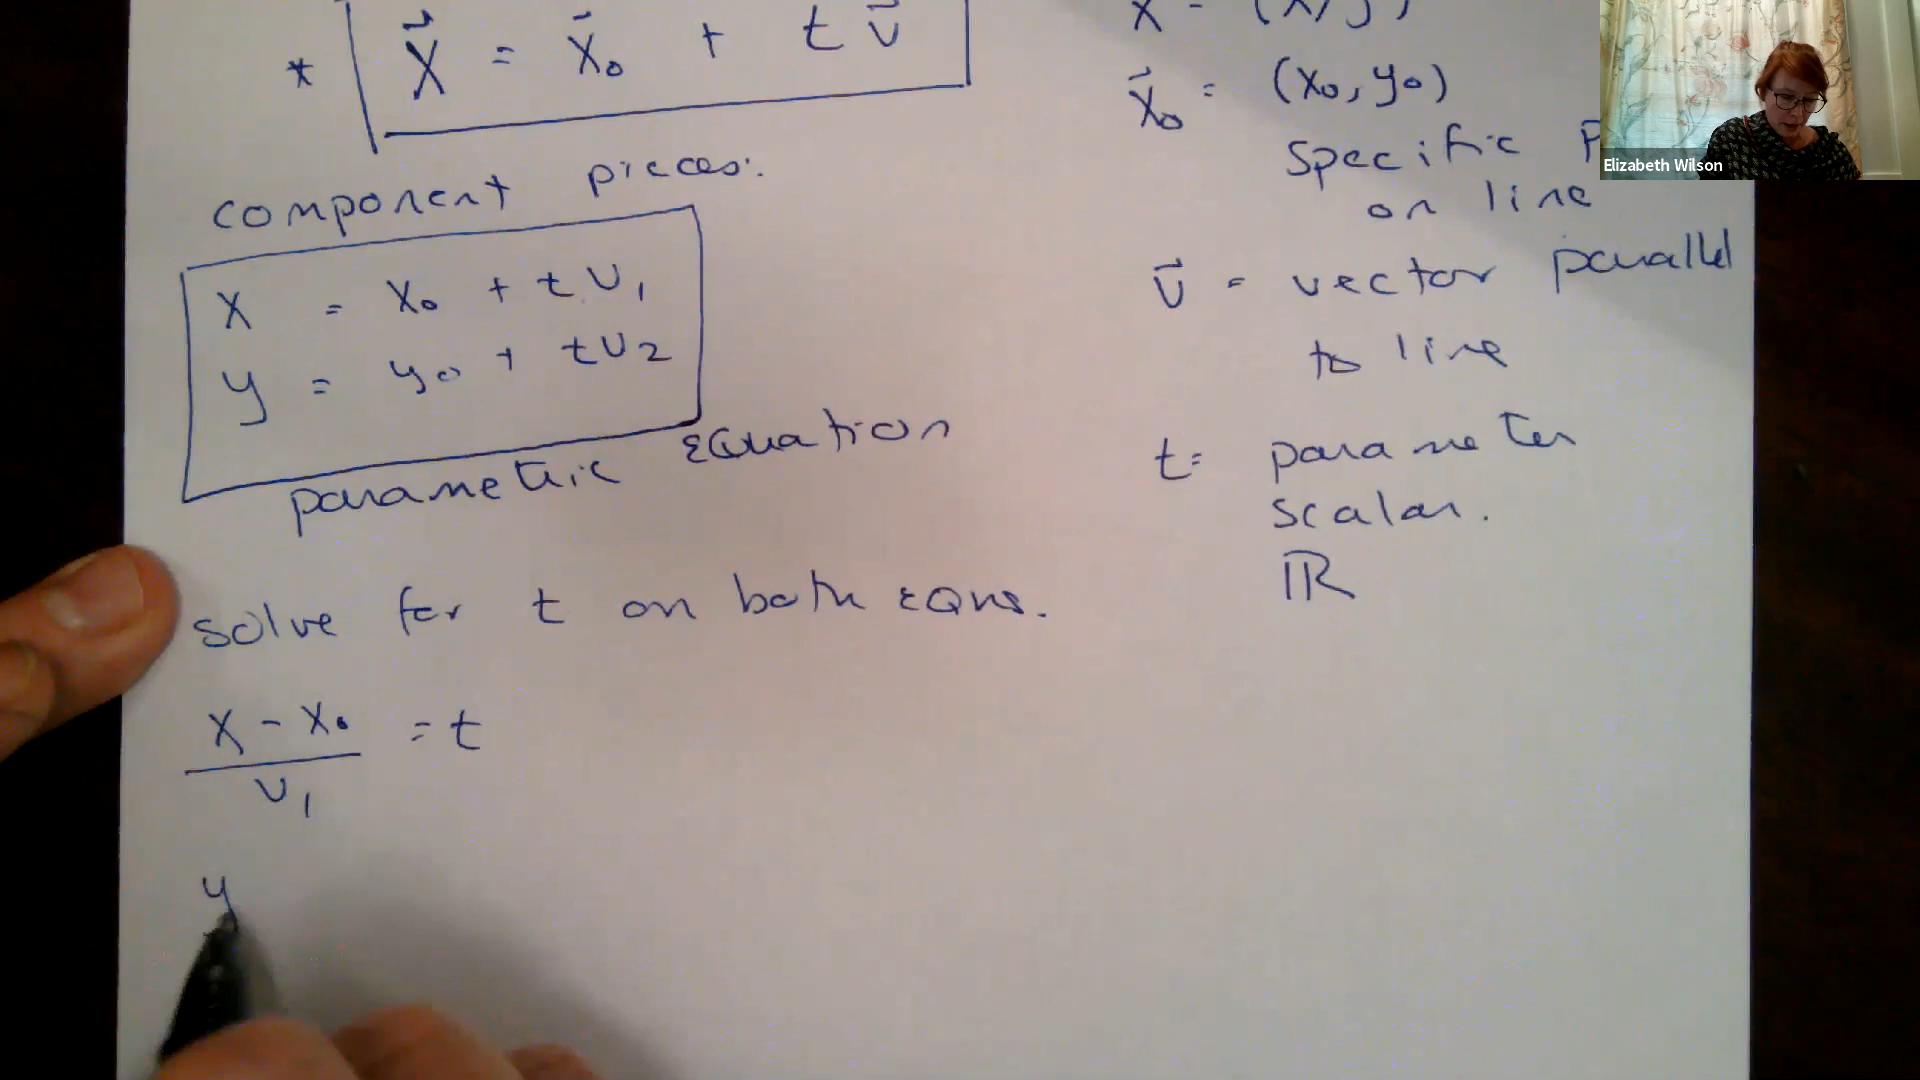 * X⃗ = x⃗₀ + t v⃗
component pieces:
x = x₀ + t v₁
y = y₀ + t v₂
parametric Equation
solve for t on both Eqns.
x - x₀ = t
v₁
y
x⃗₀ = (x₀, y₀)
specific
on line
v⃗ = vector parallel
to line
t = parameter
scalar.
ℝ
Elizabeth Wilson